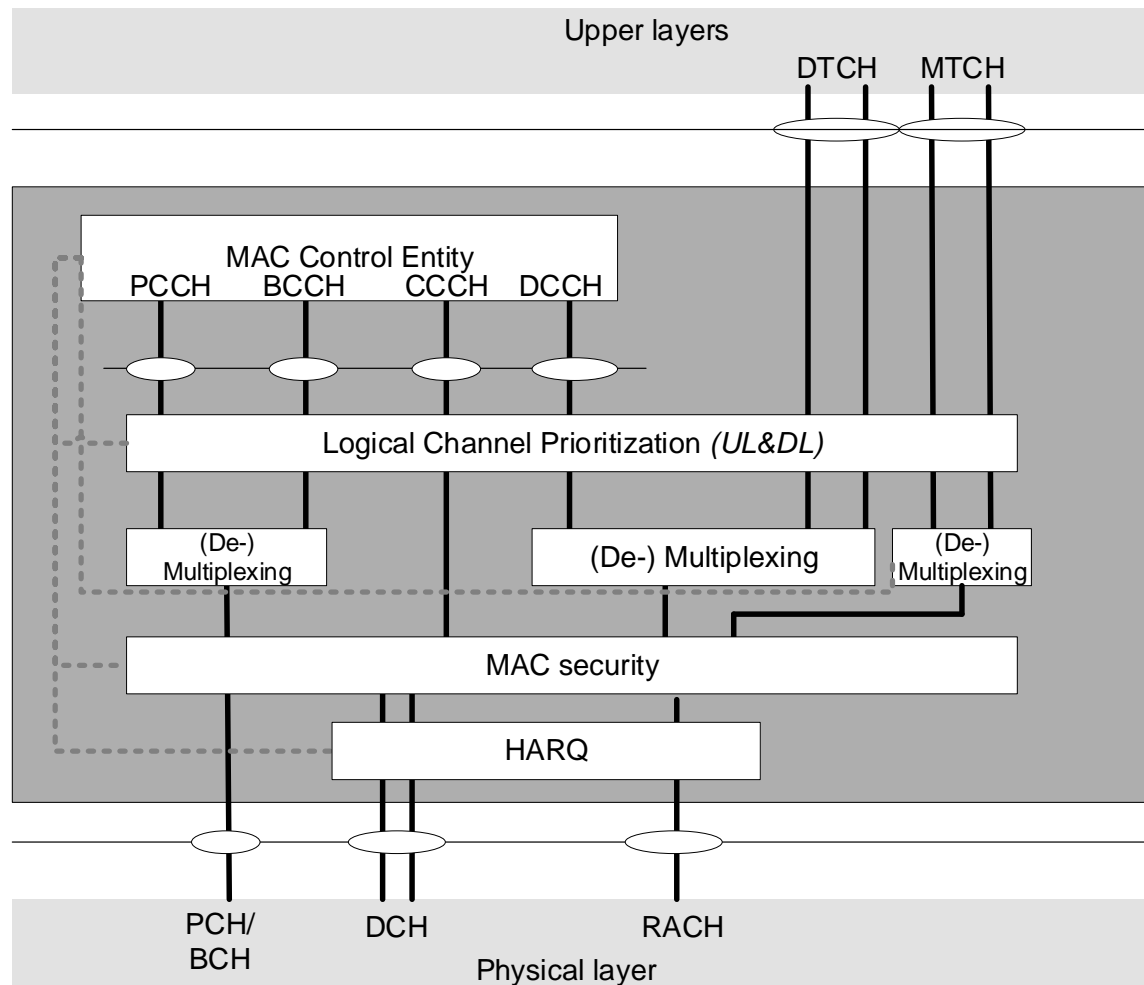 Upper layers
DTCH MTCH
MAC Control Entity
PCCH BCCH CCCH DCCH
Logical Channel Prioritization (UL&DL)
(De-)
Multiplexing
(De-) Multiplexing
(De-)
Multiplexing
MAC security
HARQ
PCH/
BCH
DCH
RACH
Physical layer